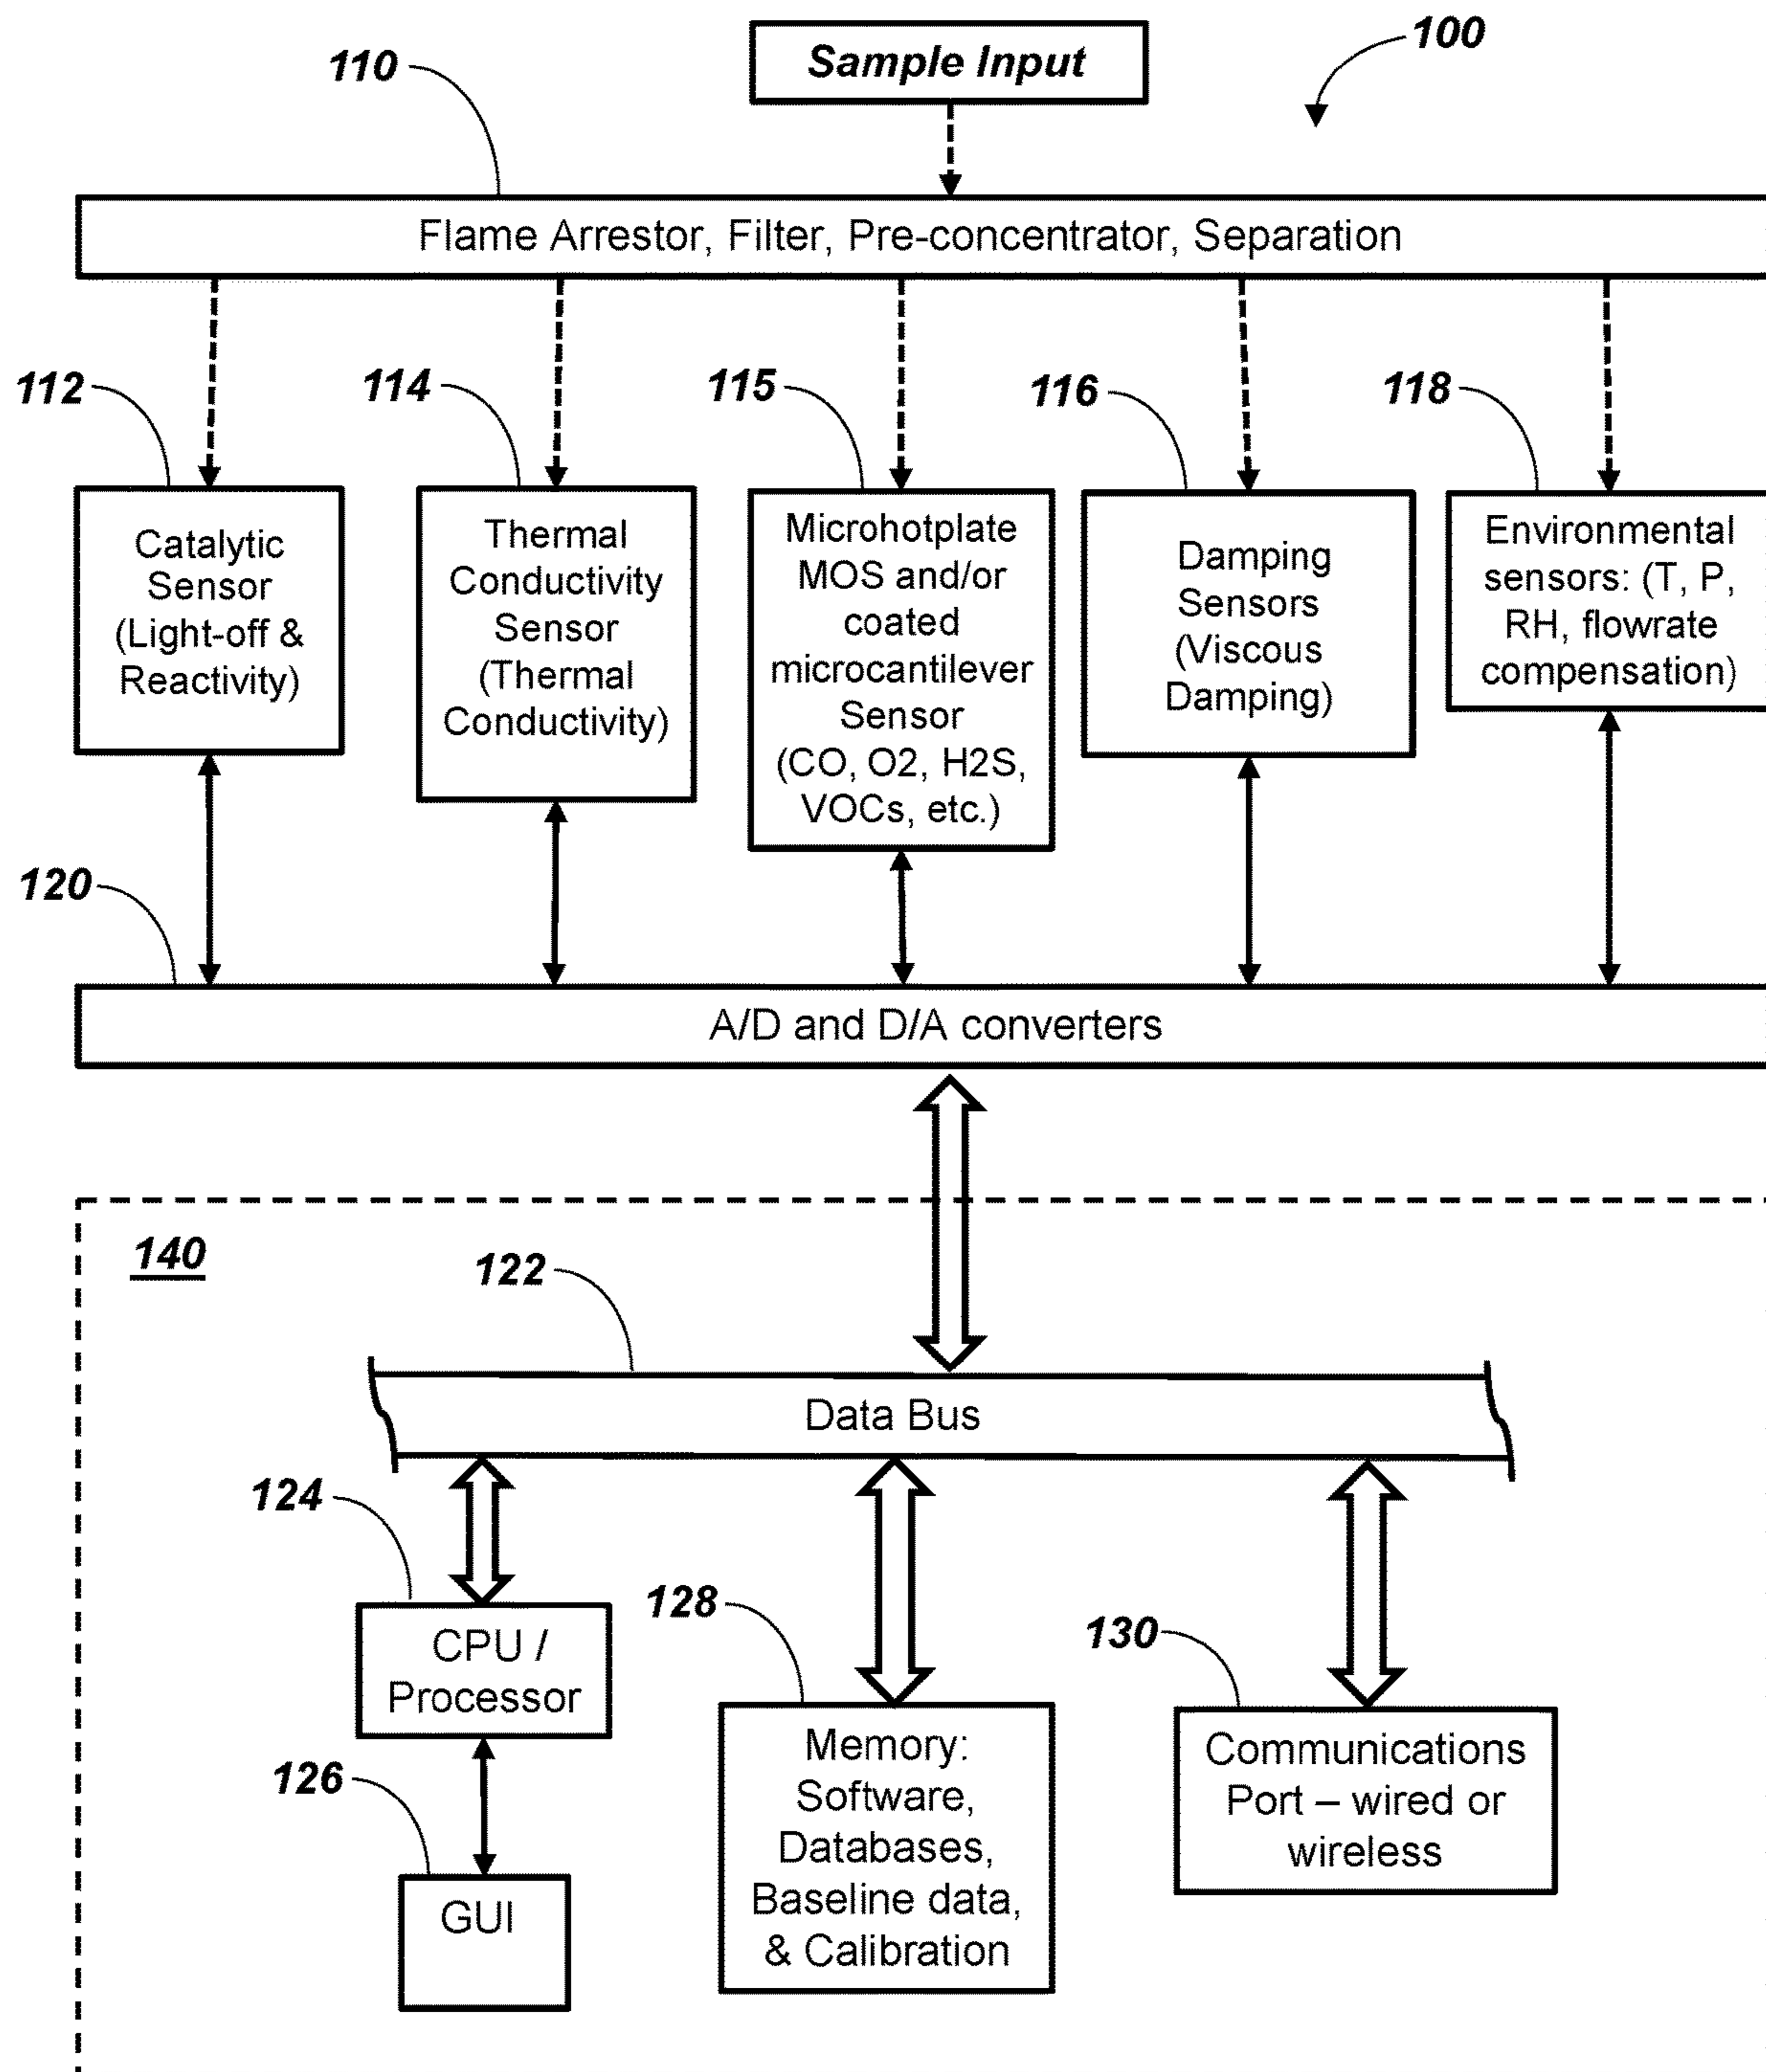 100
110
Sample Input
Flame Arrestor, Filter, Pre-concentrator, Separation
112
114
115
116
118
Catalytic
Sensor
(Light-off &
Reactivity)
Thermal
Conductivity
Sensor
(Thermal
Conductivity)
Microhotplate
MOS and/or
coated
microcantilever
Sensor
(CO, O2, H2S,
VOCs, etc.)
Damping
Sensors
(Viscous
Damping)
Environmental
sensors: (T, P,
RH, flowrate
compensation)
120
A/D and D/A converters
140
122
Data Bus
124
CPU /
Processor
126
GUI
128
Memory:
Software,
Databases,
Baseline data,
& Calibration
130
Communications
Port – wired or
wireless